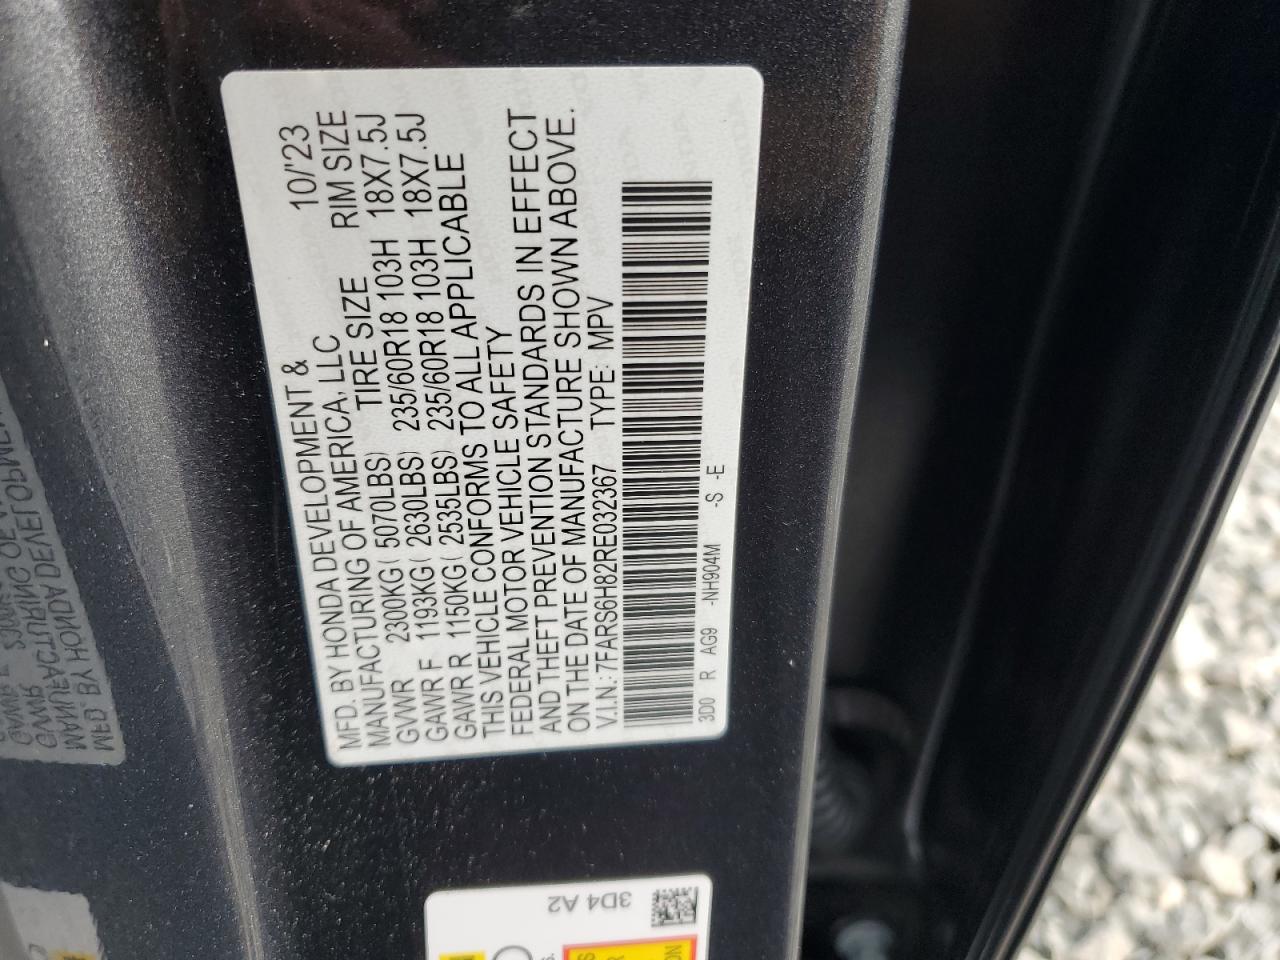 MFD. BY HONDA DEVELOPMENT & 10/'23
MANUFACTURING OF AMERICA, LLC
TIRE SIZE RIM SIZE
GVWR 2300KG ( 5070LBS)
GAWR F 1193KG ( 2630LBS) 235/60R18 103H 18X7.5J
GAWR R 1150KG ( 2535LBS) 235/60R18 103H 18X7.5J
THIS VEHICLE CONFORMS TO ALL APPLICABLE
FEDERAL MOTOR VEHICLE SAFETY
AND THEFT PREVENTION STANDARDS IN EFFECT
ON THE DATE OF MANUFACTURE SHOWN ABOVE.
V.I.N.: 7FARS6H82RE032367 TYPE: MPV
3D0 R AG9 -NH904M -S -E
3D4 A2